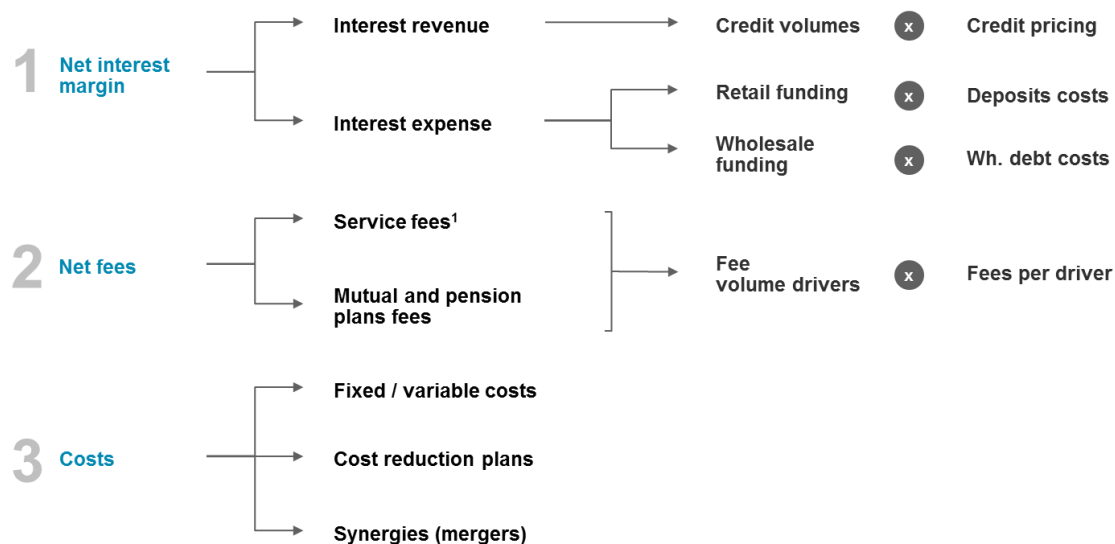 1
Net interest
margin
Interest revenue
Credit volumes x Credit pricing
Interest expense
Retail funding x Deposits costs
Wholesale
funding x Wh. debt costs
2
Net fees
Service fees¹
Mutual and pension
plans fees
Fee
volume drivers x Fees per driver
3
Costs
Fixed / variable costs
Cost reduction plans
Synergies (mergers)